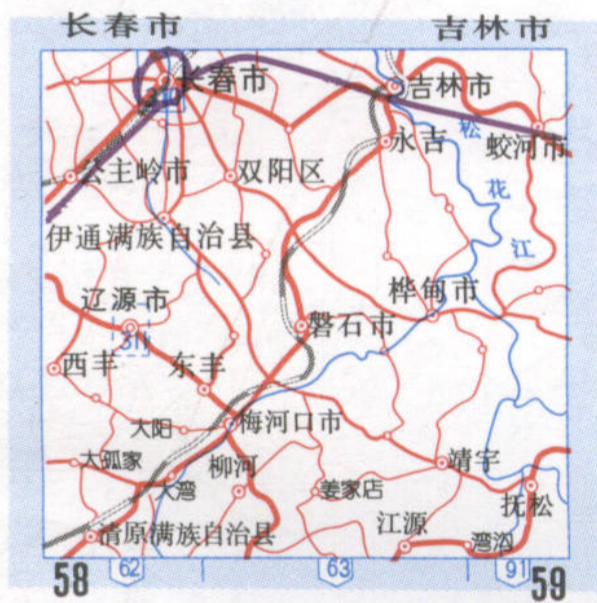 长春市 吉林市
长春市 吉林市
松
永吉 蛟河市
公主岭市 双阳区
花
伊通满族自治县
江
辽源市 桦甸市
磐石市
311
西丰 东丰
大阳 梅河口市
大孤家 柳河 靖宇
大湾 姜家店 抚松
清原满族自治县 江源 湾沟
62 63 91
58 59